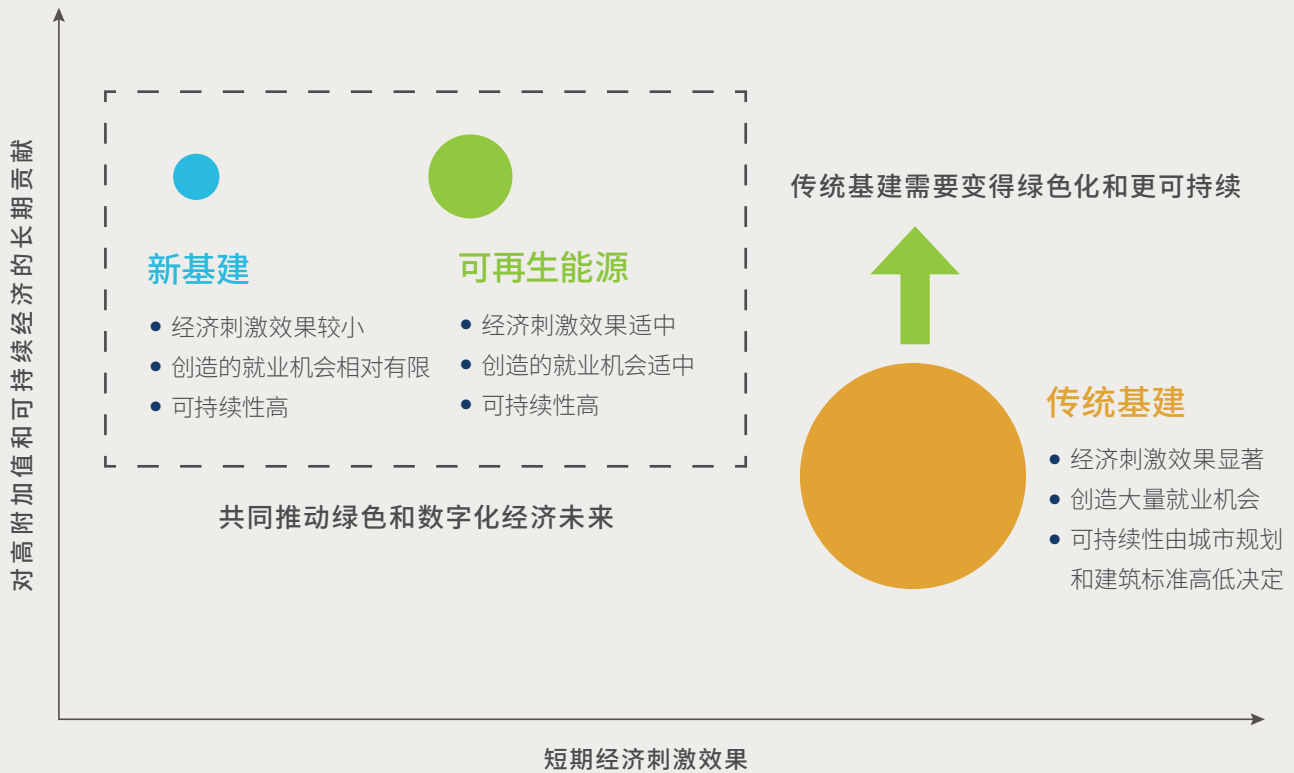 对高附加值和可持续经济的长期贡献
新基建
经济刺激效果较小
创造的就业机会相对有限
可持续性高
可再生能源
经济刺激效果适中
创造的就业机会适中
可持续性高
共同推动绿色和数字化经济未来
传统基建需要变得绿色化和更可持续
传统基建
经济刺激效果显著
创造大量就业机会
可持续性由城市规划
和建筑标准高低决定
短期经济刺激效果